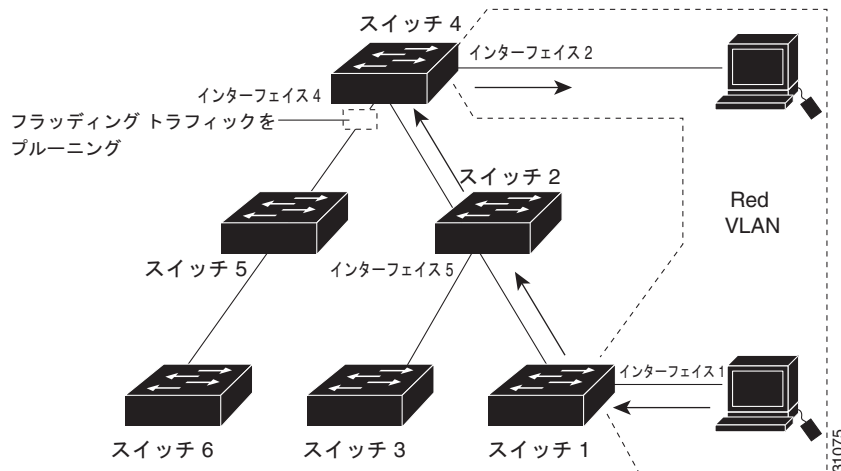 スイッチ 4
インターフェイス 2
インターフェイス 4
フラッディング トラフィックを
プルーニング
スイッチ 2
Red
VLAN
スイッチ 5
インターフェイス 5
インターフェイス 1
スイッチ 6
スイッチ 3
スイッチ 1
31075